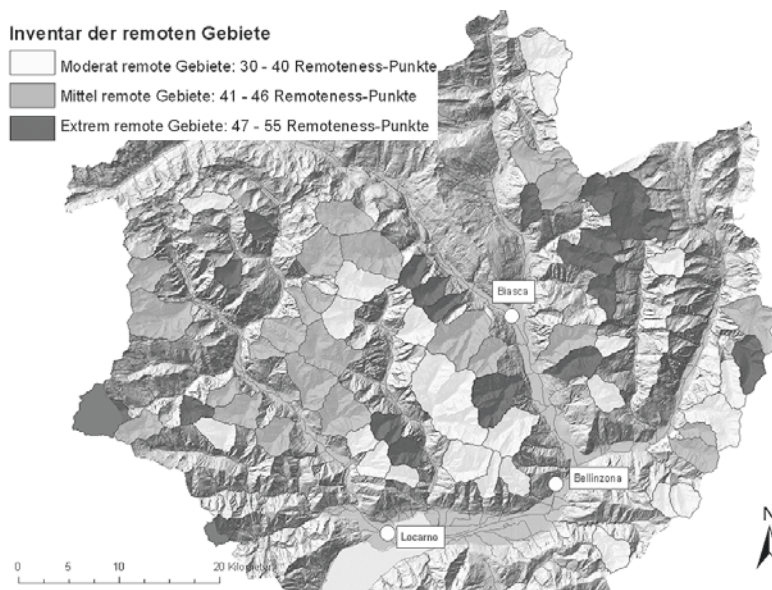 Inventar der remoten Gebiete
Moderat remote Gebiete: 30 - 40 Remoteness-Punkte
Mittel remote Gebiete: 41 - 46 Remoteness-Punkte
Extrem remote Gebiete: 47 - 55 Remoteness-Punkte
Biasca
Bellinzona
Locarno
N
0 5 10 20 Kilometer